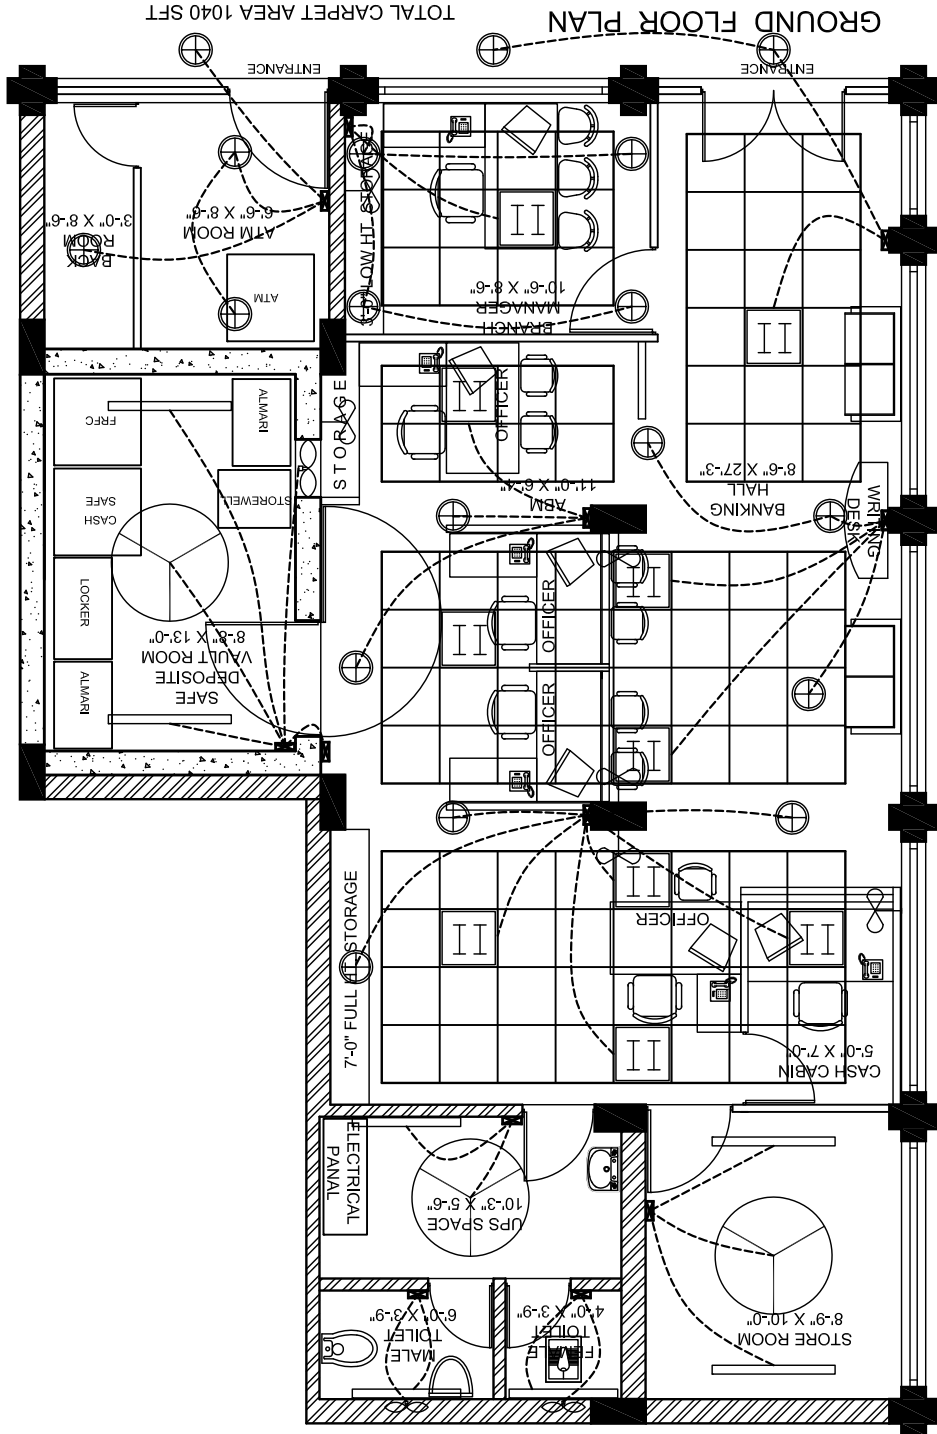 STORE ROOM
8'-9" X 10'-0"
FEMALE
TOILET
4'-0" X 3'-9"
MALE
TOILET
6'-0" X 3'-9"
UPS SPACE
10'-3" X 5'-6"
ELECTRICAL
PANAL
CASH CABIN
5'-0" X 7'-0"
OFFICER
7'-0" FULL HT STORAGE
OFFICER
OFFICER
SAFE
DEPOSITE
VAULT ROOM
8'-8" X 13'-0"
ALMARI
LOCKER
CASH
SAFE
STOREWELL
FRFC
ALMARI
WRITING
DESK
BANKING
HALL
8'-6" X 27'-3"
ABM
11'-0" X 6'-4"
OFFICER
STORAGE
BRANCH
MANAGER
10'-6" X 8'-6"
3'-0" LOW HT STORAGE
ATM
ATM ROOM
6'-6" X 8'-6"
BACK
ROOM
3'-0" X 8'-6"
ENTRANCE
ENTRANCE
GROUND FLOOR PLAN
TOTAL CARPET AREA 1040 SFT